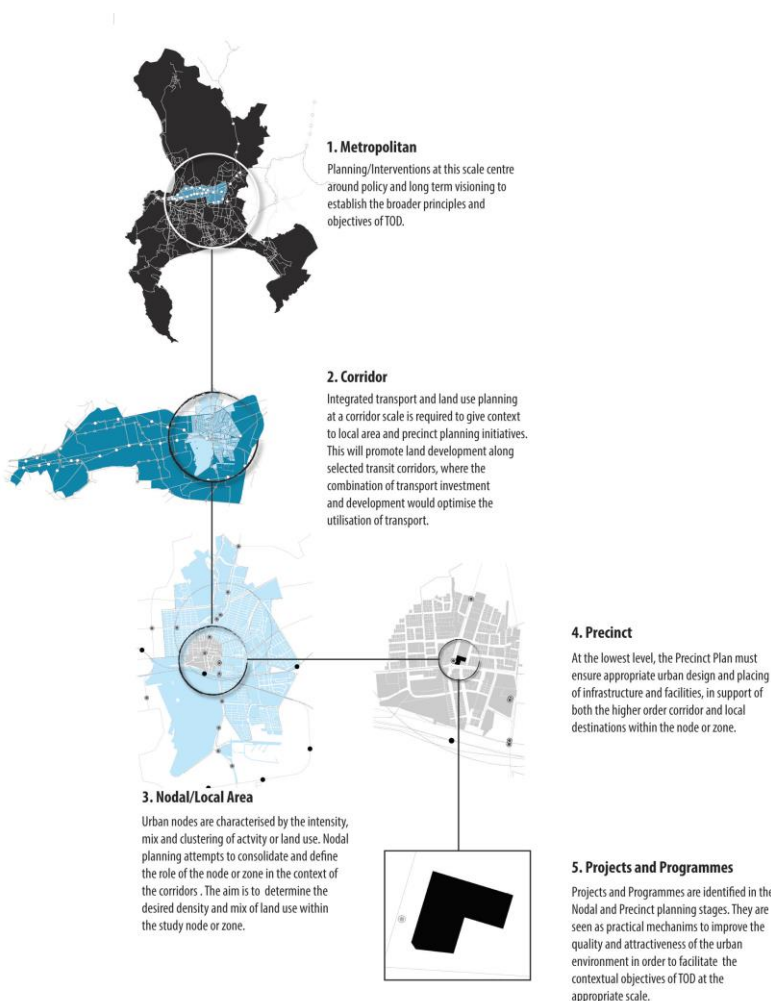 1. Metropolitan
Planning/Interventions at this scale centre
around policy and long term visioning to
establish the broader principles and
objectives of TOD.
2. Corridor
Integrated transport and land use planning
at a corridor scale is required to give context
to local area and precinct planning initiatives.
This will promote land development along
selected transit corridors, where the
combination of transport investment
and development would optimise the
utilisation of transport.
3. Nodal/Local Area
Urban nodes are characterised by the intensity,
mix and clustering of actvity or land use. Nodal
planning attempts to consolidate and define
the role of the node or zone in the context of
the corridors . The aim is to determine the
desired density and mix of land use within
the study node or zone.
4. Precinct
At the lowest level, the Precinct Plan must
ensure appropriate urban design and placing
of infrastructure and facilities, in support of
both the higher order corridor and local
destinations within the node or zone.
5. Projects and Programmes
Projects and Programmes are identified in the
Nodal and Precinct planning stages. They are
seen as practical mechanims to improve the
quality and attractiveness of the urban
environment in order to facilitate the
contextual objectives of TOD at the
appropriate scale.